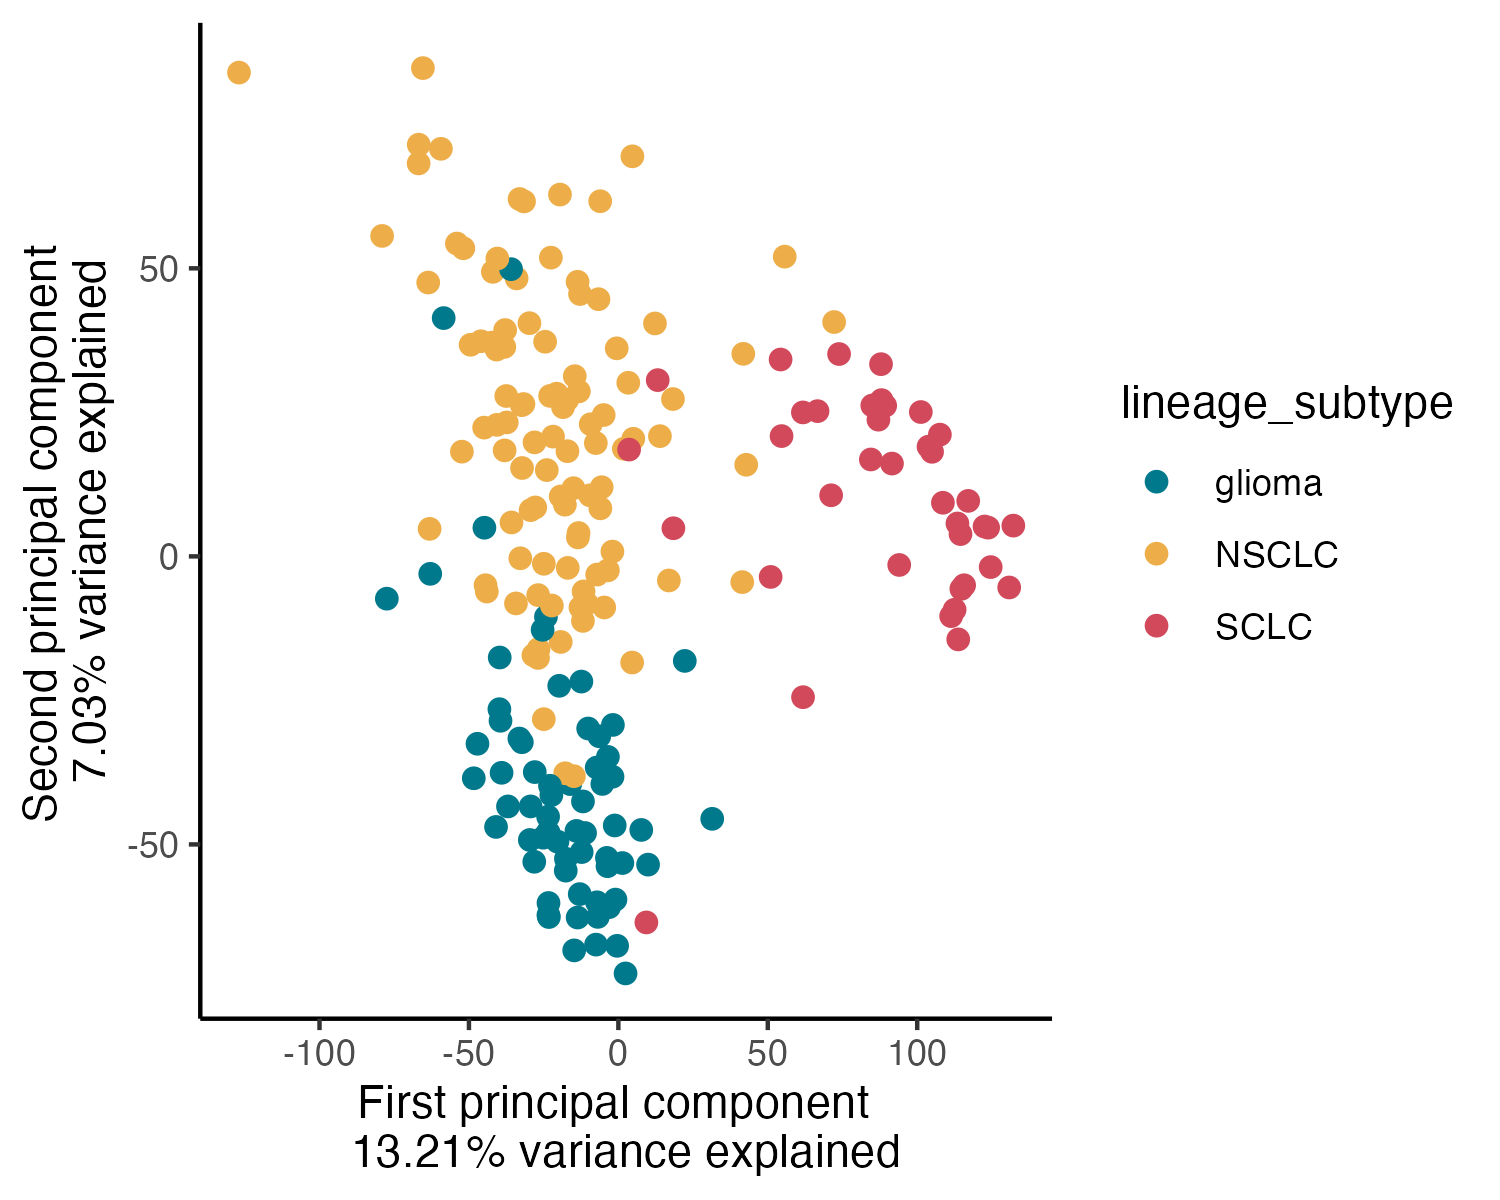 Second principal component
7.03% variance explained
50
0
-50
-100
-50
0
50
100
First principal component
13.21% variance explained
lineage_subtype
glioma
NSCLC
SCLC